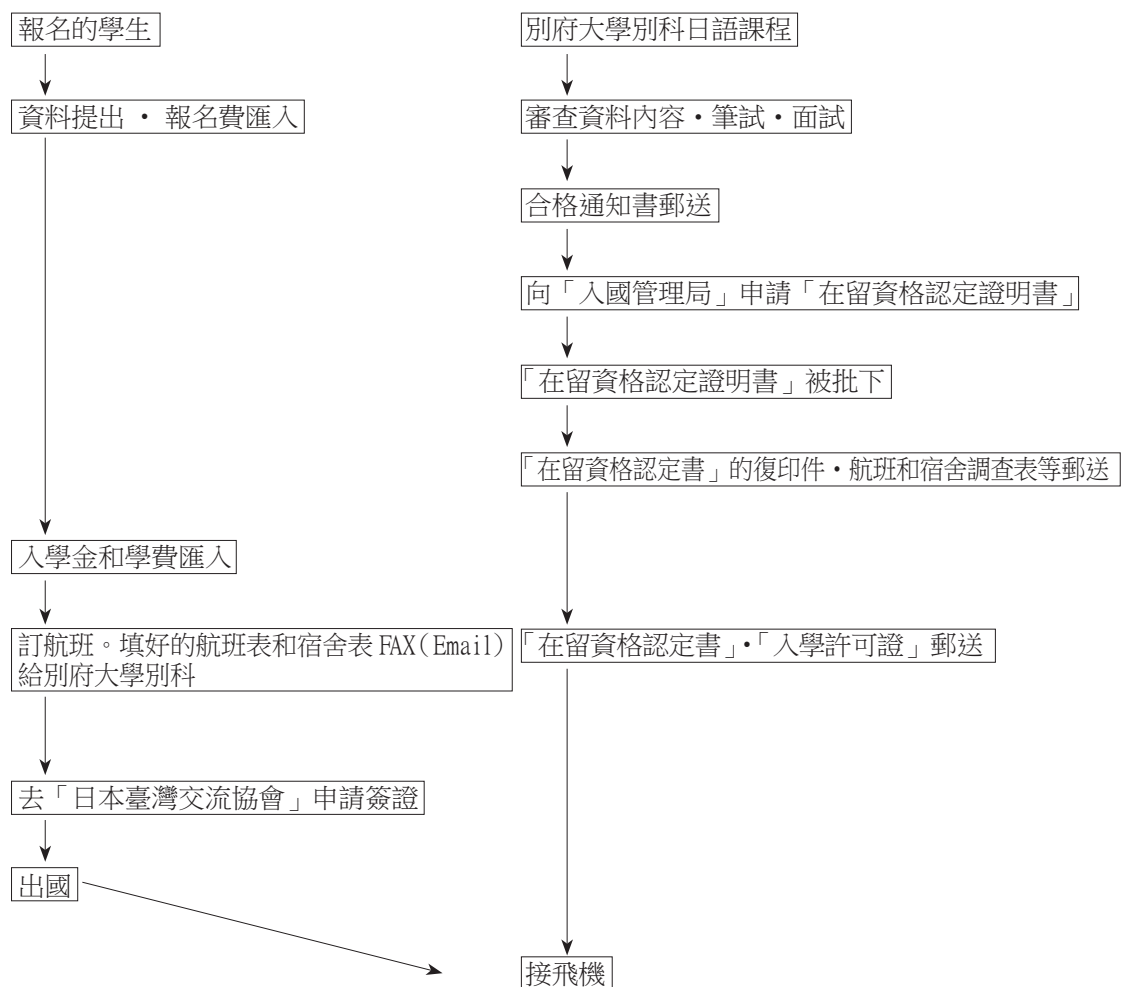 報名的學生
別府大學別科日語課程
資料提出 ・ 報名費匯入
審查資料內容・筆試・面試
合格通知書郵送
向「入國管理局」申請「在留資格認定證明書」
「在留資格認定證明書」被批下
「在留資格認定書」的復印件・航班和宿舍調查表等郵送
入學金和學費匯入
訂航班。填好的航班表和宿舍表 FAX(Email)
給別府大學別科
「在留資格認定書」・「入學許可證」郵送
去「日本臺灣交流協會」申請簽證
出國
接飛機